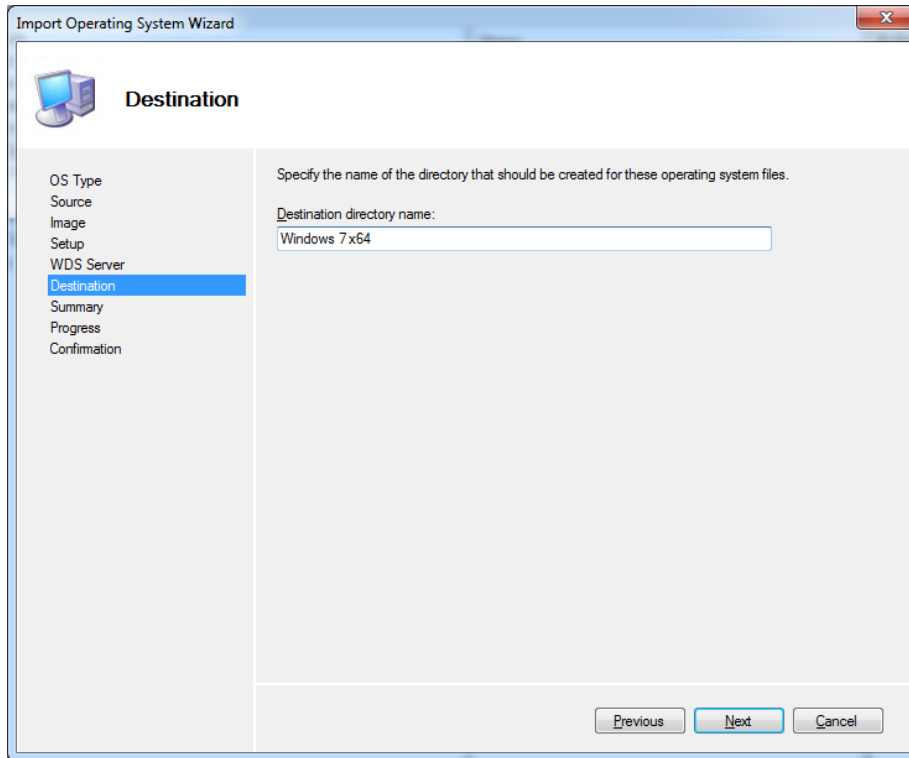 Import Operating System Wizard
Destination
OS Type
Source
Image
Setup
WDS Server
Destination
Summary
Progress
Confirmation
Specify the name of the directory that should be created for these operating system files.
Destination directory name:
Windows 7 x64
Previous
Next
Cancel